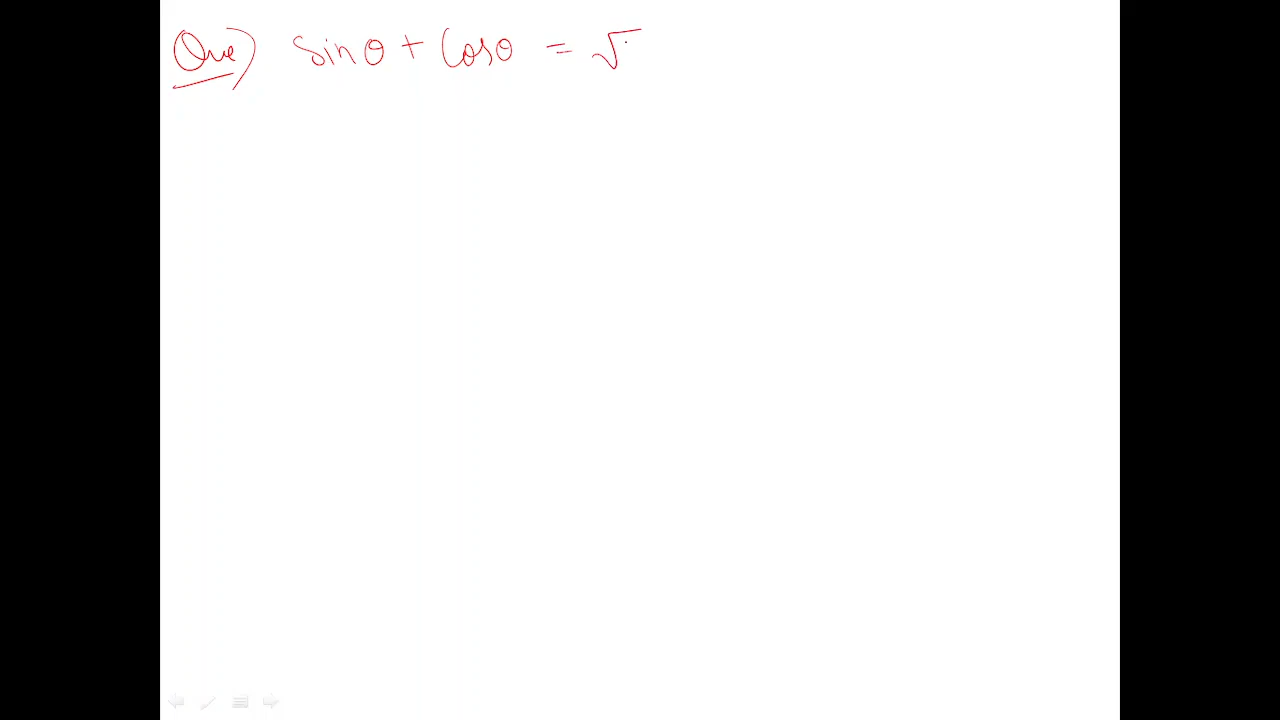 Que) Sinθ + Cosθ = √